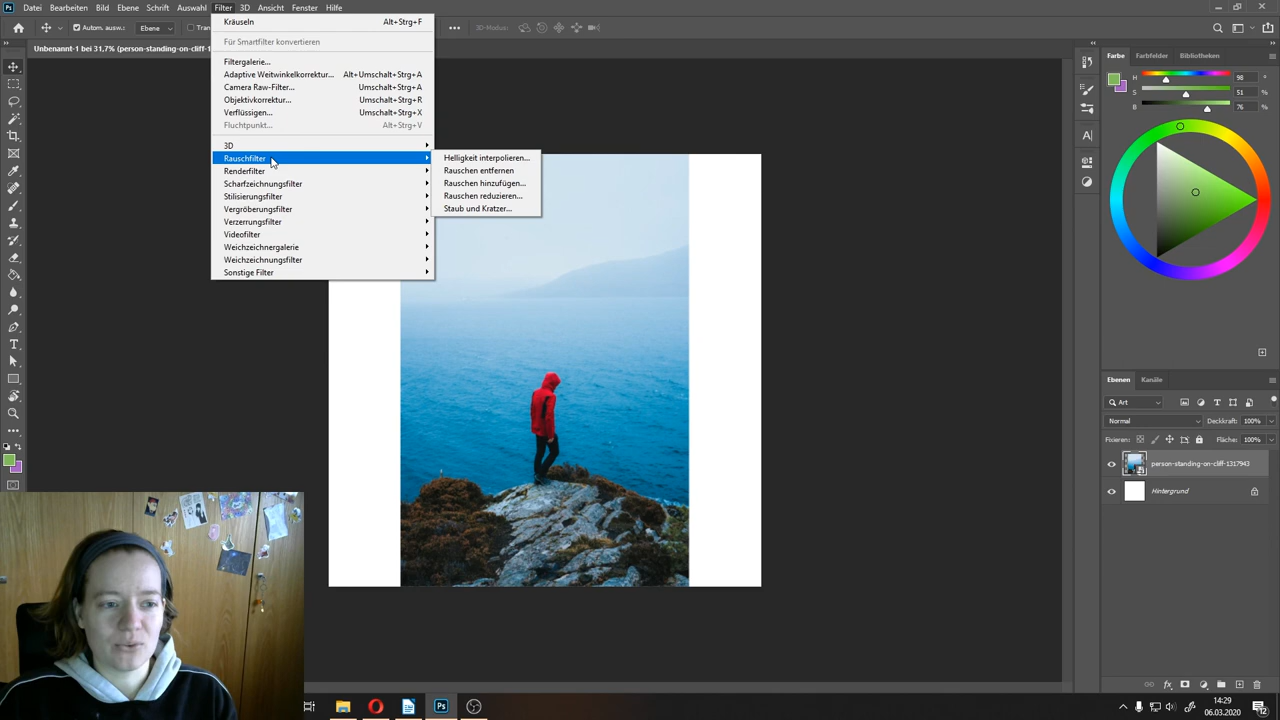 Ps Datei Bearbeiten Bild Ebene Schrift Auswahl Filter 3D Ansicht Fenster Hilfe
Autom. ausw.: Ebene 3D-Modus:
Unbenannt-1 bei 31,7% (person-standing-on-cliff-1
Kräuseln Alt+Strg+F
Für Smartfilter konvertieren
Filtergalerie...
Adaptive Weitwinkelkorrektur... Alt+Umschalt+Strg+A
Camera Raw-Filter... Umschalt+Strg+A
Objektivkorrektur... Umschalt+Strg+R
Verflüssigen... Umschalt+Strg+X
Fluchtpunkt... Alt+Strg+V
3D
Rauschfilter
Renderfilter
Scharfzeichnungsfilter
Stilisierungsfilter
Vergröberungsfilter
Verzerrungsfilter
Videofilter
Weichzeichnergalerie
Weichzeichnungsfilter
Sonstige Filter
Helligkeit interpolieren...
Rauschen entfernen
Rauschen hinzufügen...
Rauschen reduzieren...
Staub und Kratzer...
Farbe Farbfelder Bibliotheken
H 98 °
S 51 %
B 76 %
Ebenen Kanäle
Art
Normal Deckkraft: 100%
Fixieren: Fläche: 100%
person-standing-on-cliff-1317943
Hintergrund
Ps
14:29
06.03.2020